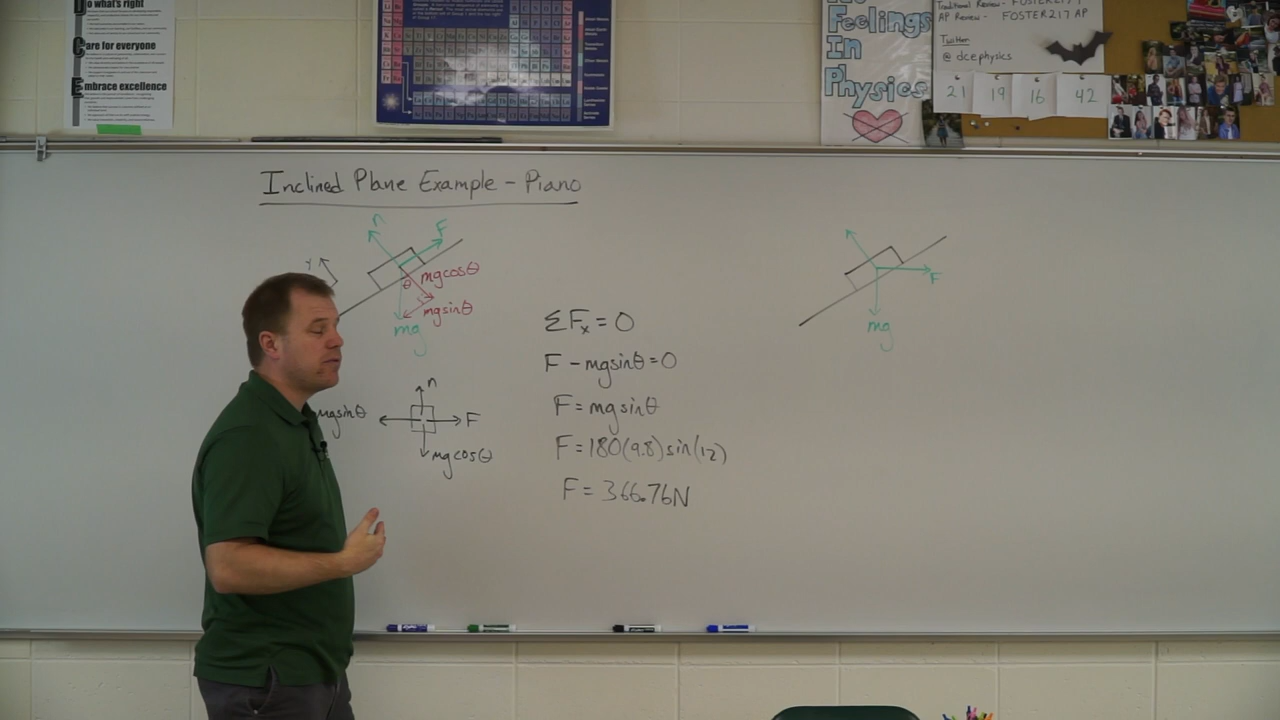 Do what's right
Care for everyone
Embrace excellence
Feelings
In
Physics
Traditional Review - FOSTER217
AP Review - FOSTER217 AP
Twitter
@dcephysics
21 19 16 42
Inclined Plane Example - Piano
n
F
Y
θ
mgcosθ
mgsinθ
mg
n
mgsinθ
F
mgcosθ
ΣFx = 0
F - mgsinθ = 0
F = mgsinθ
F = 180(9.8)sin(12)
F = 366.76N
F
mg